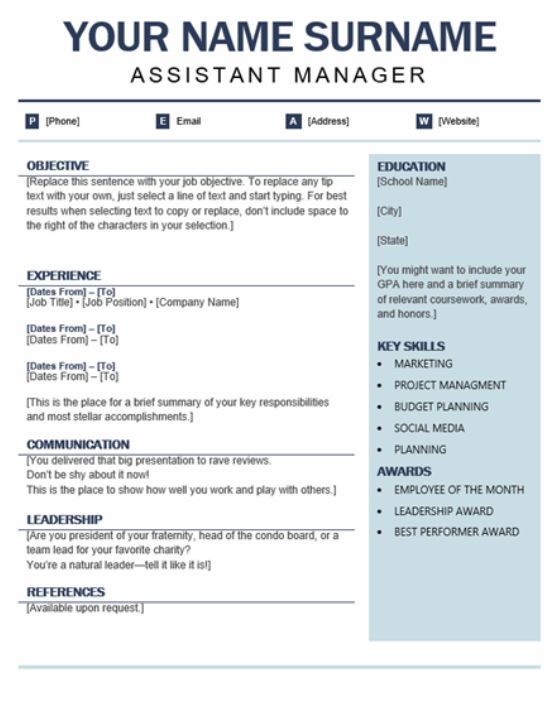 YOUR NAME SURNAME
ASSISTANT MANAGER
P [Phone] E Email A [Address] W [Website]
OBJECTIVE
[Replace this sentence with your job objective. To replace any tip
text with your own, just select a line of text and start typing. For best
results when selecting text to copy or replace, don't include space to
the right of the characters in your selection.]
EXPERIENCE
[Dates From] – [To]
[Job Title] • [Job Position] • [Company Name]
[Dates From] – [To]
[Dates From] – [To]
[Dates From] – [To]
[Dates From] – [To]
[This is the place for a brief summary of your key responsibilities
and most stellar accomplishments.]
COMMUNICATION
[You delivered that big presentation to rave reviews.
Don't be shy about it now!
This is the place to show how well you work and play with others.]
LEADERSHIP
[Are you president of your fraternity, head of the condo board, or a
team lead for your favorite charity?
You're a natural leader—tell it like it is!]
REFERENCES
[Available upon request.]
EDUCATION
[School Name]
[City]
[State]
[You might want to include your
GPA here and a brief summary
of relevant coursework, awards,
and honors.]
KEY SKILLS
• MARKETING
• PROJECT MANAGMENT
• BUDGET PLANNING
• SOCIAL MEDIA
• PLANNING
AWARDS
• EMPLOYEE OF THE MONTH
• LEADERSHIP AWARD
• BEST PERFORMER AWARD